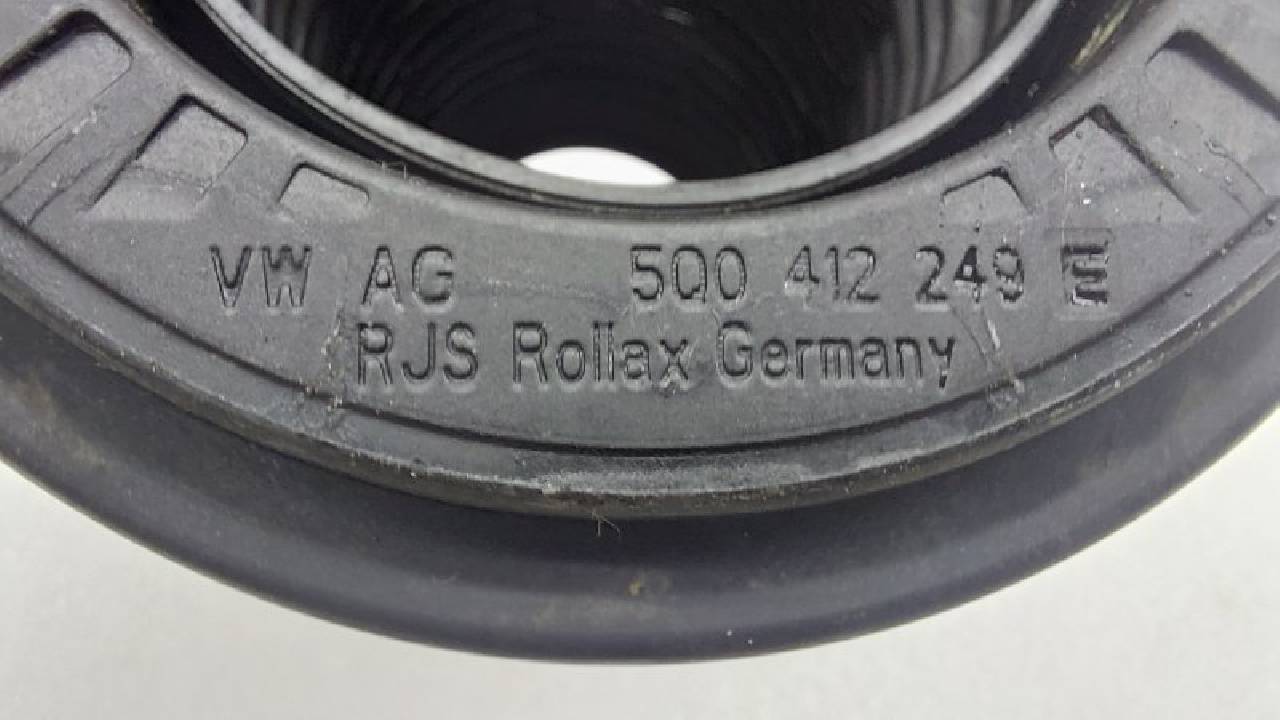 VW AG 5Q0 412 249 E
RJS Rollax Germany